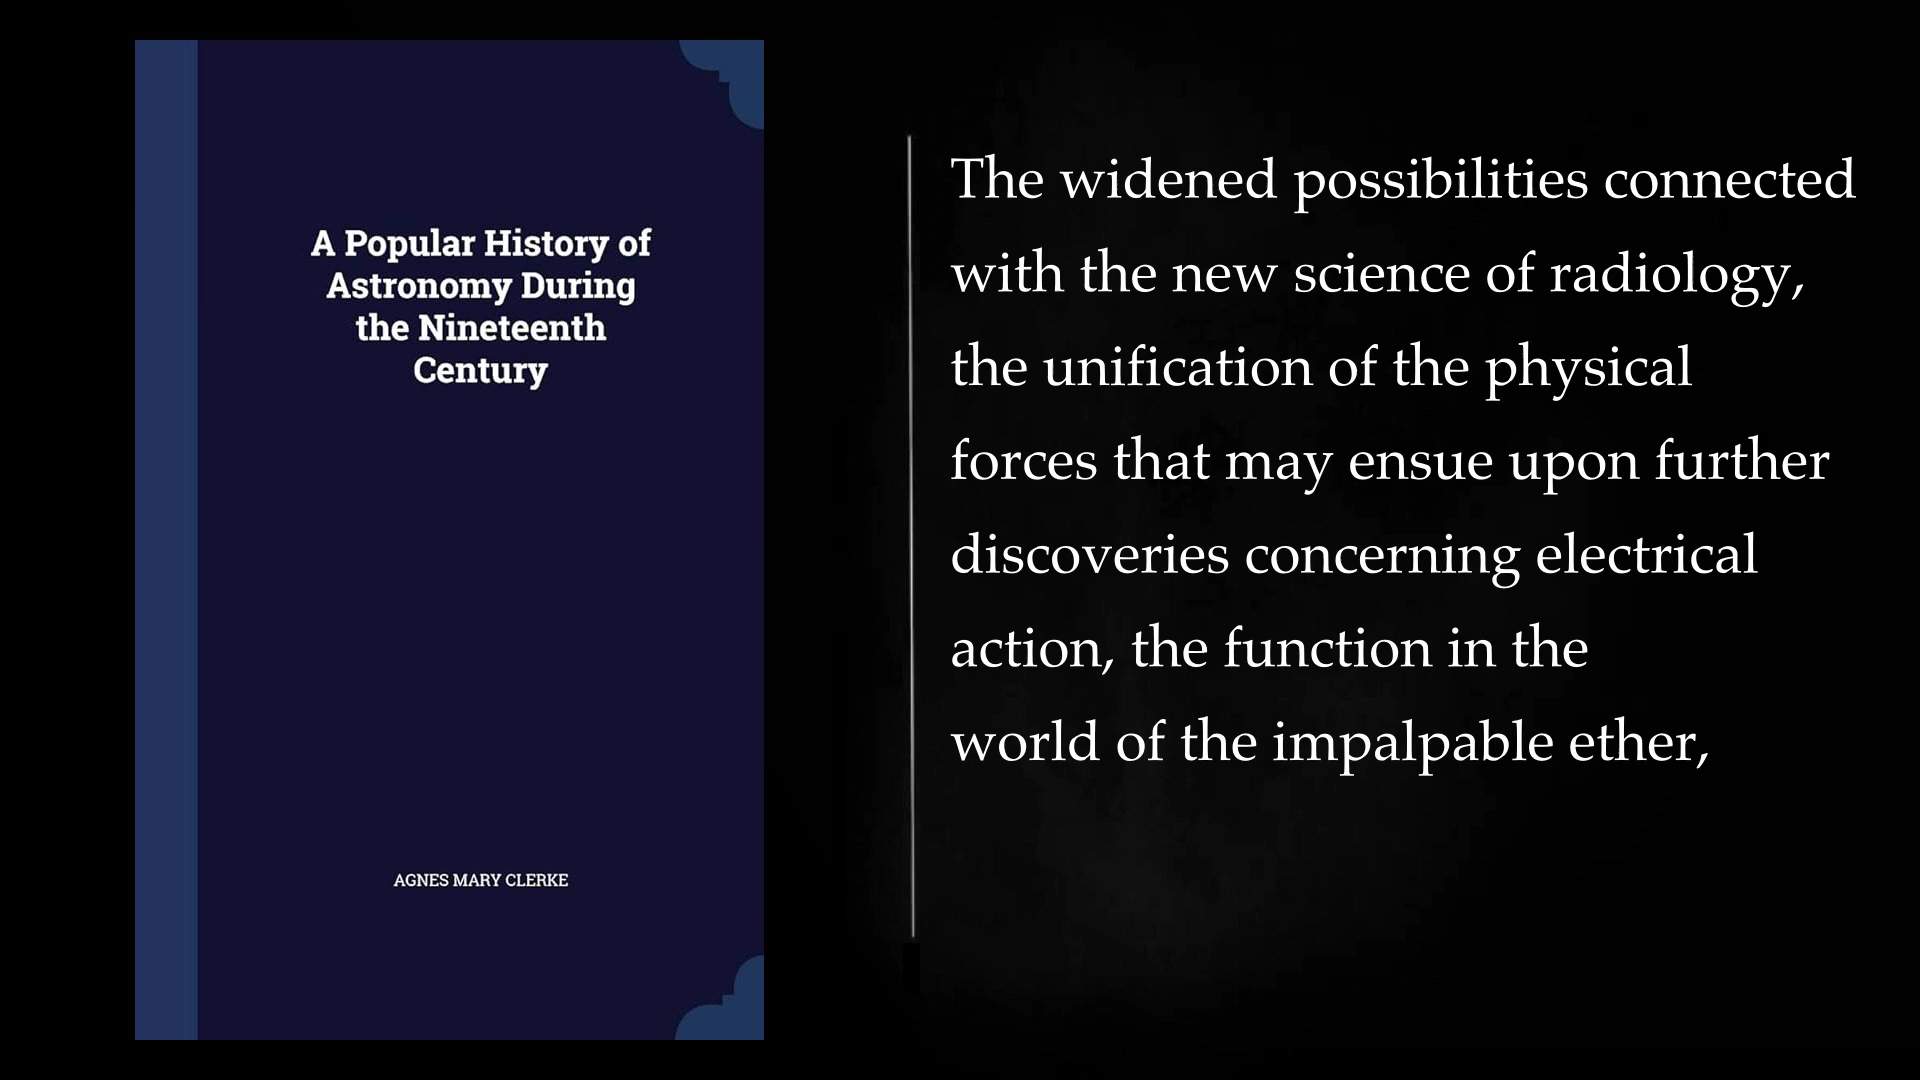 A Popular History of
Astronomy During
the Nineteenth
Century
AGNES MARY CLERKE
The widened possibilities connected
with the new science of radiology,
the unification of the physical
forces that may ensue upon further
discoveries concerning electrical
action, the function in the
world of the impalpable ether,